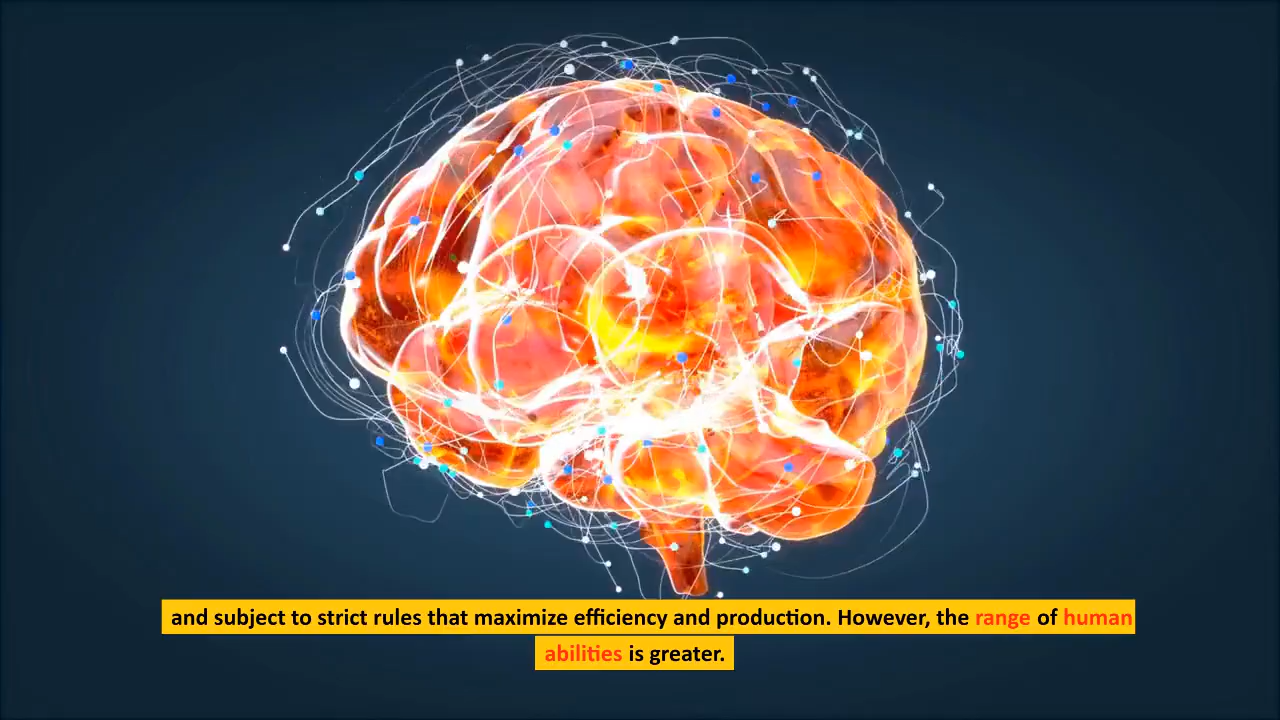 and subject to strict rules that maximize efficiency and production. However, the range of human
abilities is greater.